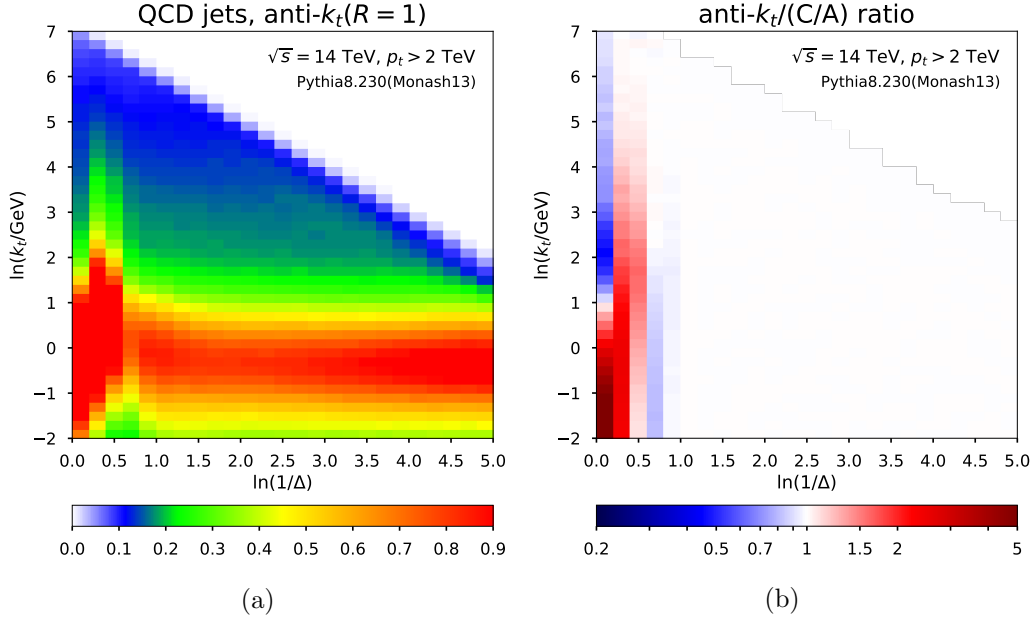 QCD jets, anti-k_t(R = 1)
√s = 14 TeV, p_t > 2 TeV
Pythia8.230(Monash13)
ln(k_t/GeV)
7
6
5
4
3
2
1
0
−1
−2
0.0 0.5 1.0 1.5 2.0 2.5 3.0 3.5 4.0 4.5 5.0
ln(1/Δ)
0.0 0.1 0.2 0.3 0.4 0.5 0.6 0.7 0.8 0.9
(a)
anti-k_t/(C/A) ratio
√s = 14 TeV, p_t > 2 TeV
Pythia8.230(Monash13)
ln(k_t/GeV)
7
6
5
4
3
2
1
0
−1
−2
0.0 0.5 1.0 1.5 2.0 2.5 3.0 3.5 4.0 4.5 5.0
ln(1/Δ)
0.2 0.5 0.7 1 1.5 2 5
(b)